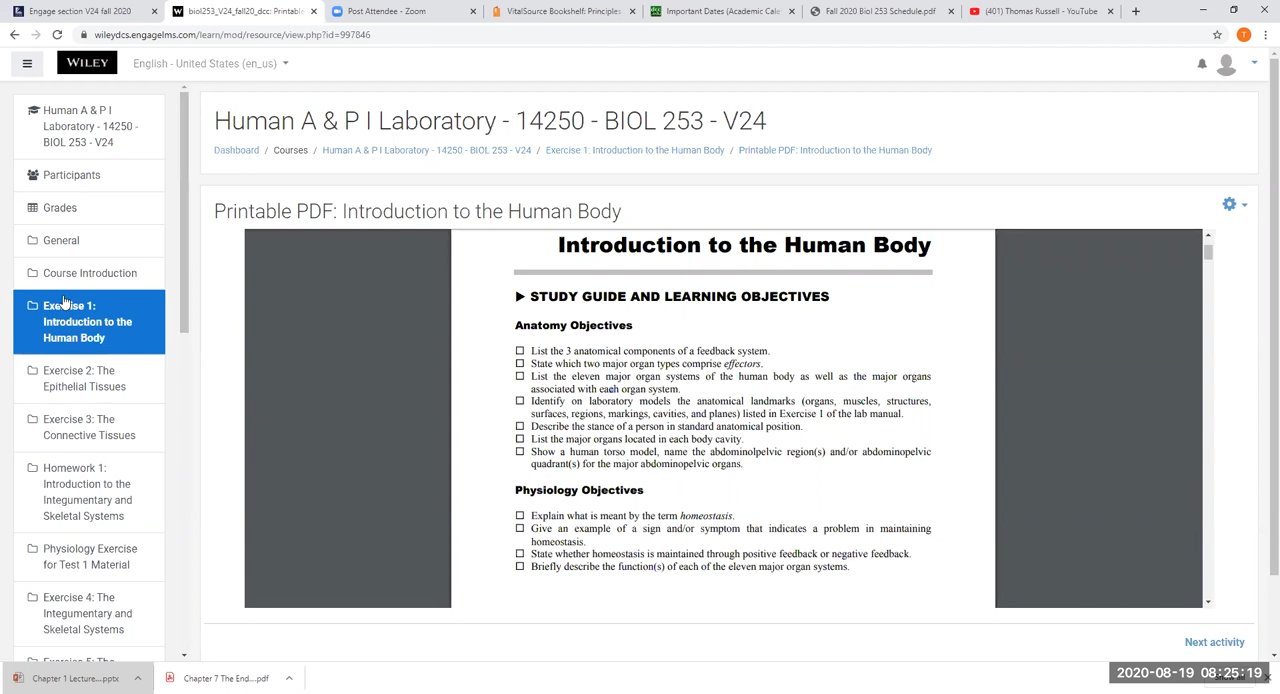 Engage section V24 fall 2020
biol253_V24_fall20_dcc: Printable
Post Attendee - Zoom
VitalSource Bookshelf: Principles
Important Dates (Academic Cale
Fall 2020 Biol 253 Schedule.pdf
(401) Thomas Russell - YouTube
wileydcs.engagelms.com/learn/mod/resource/view.php?id=997846
T
WILEY
English - United States (en_us)
Human A & P I
Laboratory - 14250 -
BIOL 253 - V24
Participants
Grades
General
Course Introduction
Exercise 1:
Introduction to the
Human Body
Exercise 2: The
Epithelial Tissues
Exercise 3: The
Connective Tissues
Homework 1:
Introduction to the
Integumentary and
Skeletal Systems
Physiology Exercise
for Test 1 Material
Exercise 4: The
Integumentary and
Skeletal Systems
Exercise 5: The
Human A & P I Laboratory - 14250 - BIOL 253 - V24
Dashboard / Courses / Human A & P I Laboratory - 14250 - BIOL 253 - V24 / Exercise 1: Introduction to the Human Body / Printable PDF: Introduction to the Human Body
Printable PDF: Introduction to the Human Body
Introduction to the Human Body
▶ STUDY GUIDE AND LEARNING OBJECTIVES
Anatomy Objectives
☐ List the 3 anatomical components of a feedback system.
☐ State which two major organ types comprise effectors.
☐ List the eleven major organ systems of the human body as well as the major organs
associated with each organ system.
☐ Identify on laboratory models the anatomical landmarks (organs, muscles, structures,
surfaces, regions, markings, cavities, and planes) listed in Exercise 1 of the lab manual.
☐ Describe the stance of a person in standard anatomical position.
☐ List the major organs located in each body cavity.
☐ Show a human torso model, name the abdominolpelvic region(s) and/or abdominopelvic
quadrant(s) for the major abdominopelvic organs.
Physiology Objectives
☐ Explain what is meant by the term homeostasis.
☐ Give an example of a sign and/or symptom that indicates a problem in maintaining
homeostasis.
☐ State whether homeostasis is maintained through positive feedback or negative feedback.
☐ Briefly describe the function(s) of each of the eleven major organ systems.
Next activity
Chapter 1 Lecture....pptx
Chapter 7 The End....pdf
2020-08-19 08:25:19